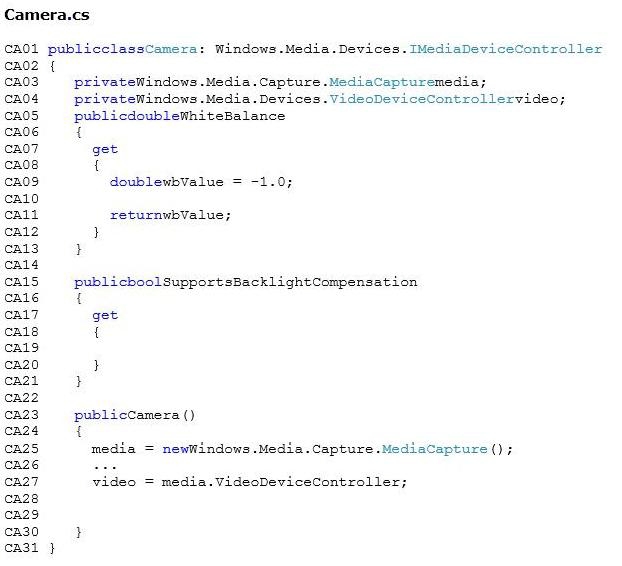 Camera.cs
CA01 publicclassCamera: Windows.Media.Devices.IMediaDeviceController
CA02 {
CA03 privateWindows.Media.Capture.MediaCapturemedia;
CA04 privateWindows.Media.Devices.VideoDeviceControllervideo;
CA05 publicdoubleWhiteBalance
CA06 {
CA07 get
CA08 {
CA09 doublewbValue = -1.0;
CA10
CA11 returnwbValue;
CA12 }
CA13 }
CA14
CA15 publicboolSupportsBacklightCompensation
CA16 {
CA17 get
CA18 {
CA19
CA20 }
CA21 }
CA22
CA23 publicCamera()
CA24 {
CA25 media = newWindows.Media.Capture.MediaCapture();
CA26 ...
CA27 video = media.VideoDeviceController;
CA28
CA29
CA30 }
CA31 }